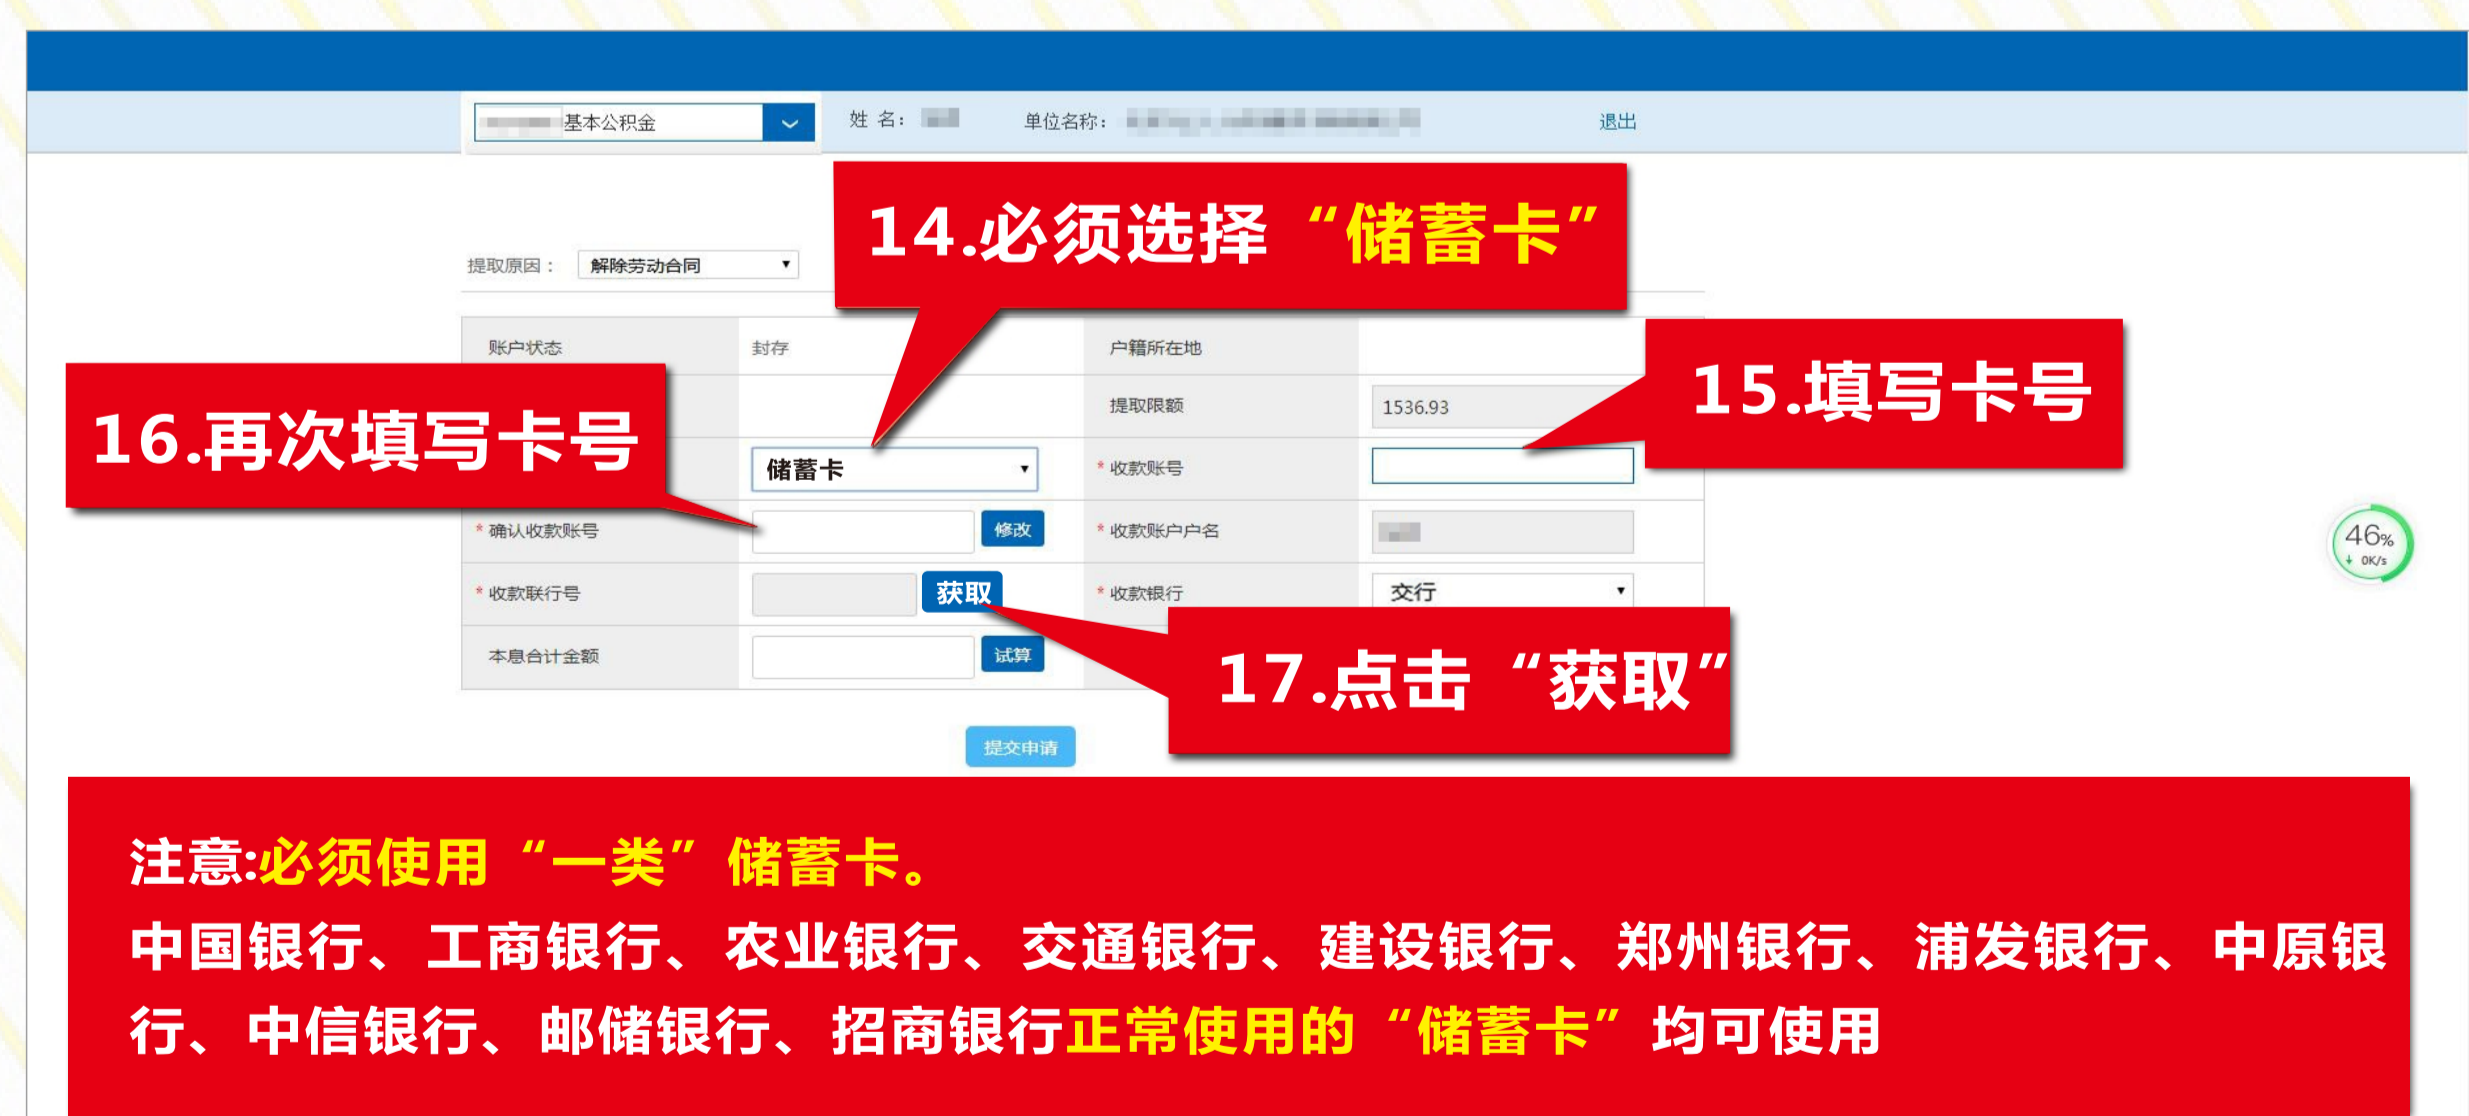 基本公积金
姓 名：
单位名称：
退出
14.必须选择“储蓄卡”
提取原因： 解除劳动合同
账户状态 封存 户籍所在地
15.填写卡号
16.再次填写卡号
提取限额 1536.93
储蓄卡 * 收款账号
* 确认收款账号 修改 * 收款账户户名
46%
0K/s
* 收款联行号 获取 * 收款银行 交行
本息合计金额 试算
17.点击“获取”
提交申请
注意:必须使用“一类”储蓄卡。
中国银行、工商银行、农业银行、交通银行、建设银行、郑州银行、浦发银行、中原银
行、中信银行、邮储银行、招商银行正常使用的“储蓄卡”均可使用